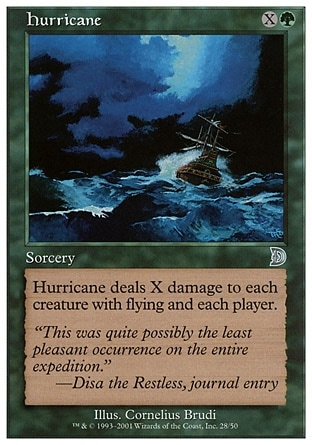 Hurricane X
Sorcery
Hurricane deals X damage to each
creature with flying and each player.
“This was quite possibly the least
pleasant occurrence on the entire
expedition.”
—Disa the Restless, journal entry
Illus. Cornelius Brudi
™ & © 1993–2001 Wizards of the Coast, Inc. 28/50